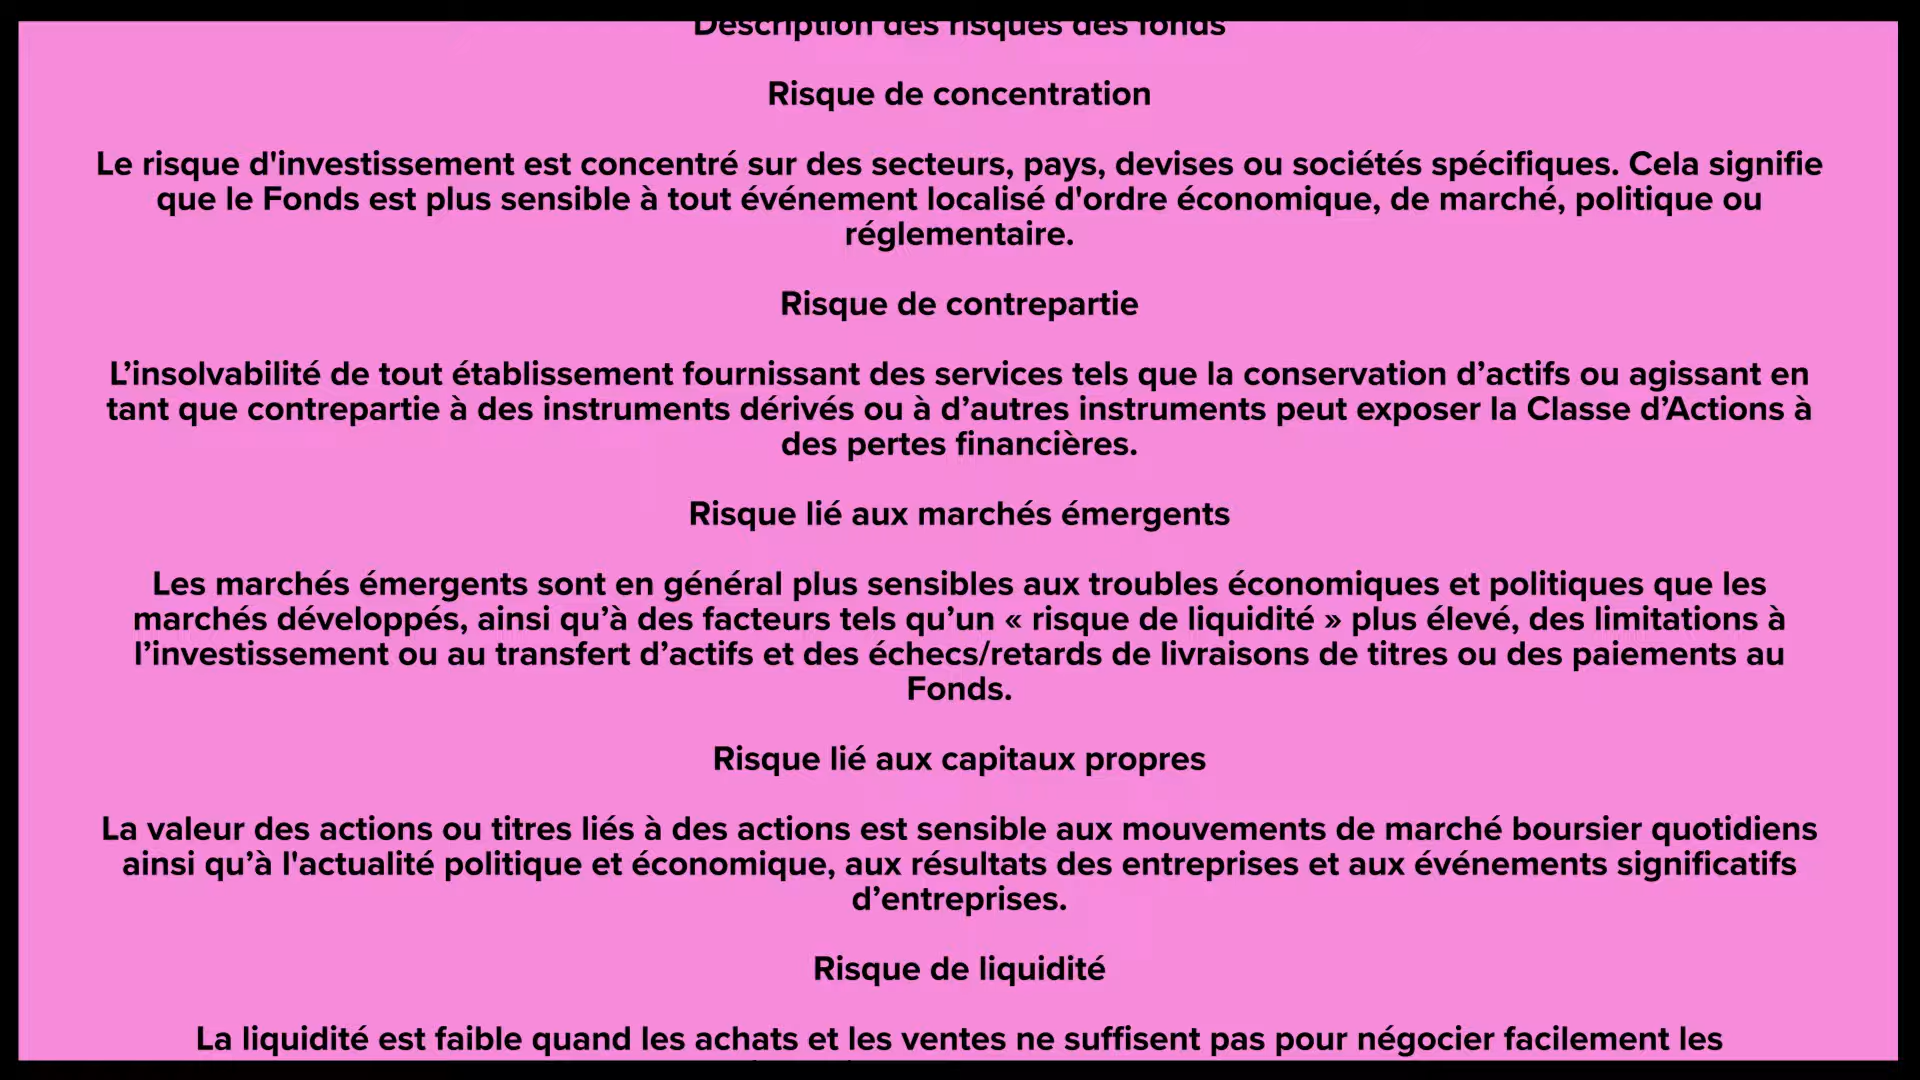 Description des risques des fonds
Risque de concentration
Le risque d'investissement est concentré sur des secteurs, pays, devises ou sociétés spécifiques. Cela signifie
que le Fonds est plus sensible à tout événement localisé d'ordre économique, de marché, politique ou
réglementaire.
Risque de contrepartie
L’insolvabilité de tout établissement fournissant des services tels que la conservation d’actifs ou agissant en
tant que contrepartie à des instruments dérivés ou à d’autres instruments peut exposer la Classe d’Actions à
des pertes financières.
Risque lié aux marchés émergents
Les marchés émergents sont en général plus sensibles aux troubles économiques et politiques que les
marchés développés, ainsi qu’à des facteurs tels qu’un « risque de liquidité » plus élevé, des limitations à
l’investissement ou au transfert d’actifs et des échecs/retards de livraisons de titres ou des paiements au
Fonds.
Risque lié aux capitaux propres
La valeur des actions ou titres liés à des actions est sensible aux mouvements de marché boursier quotidiens
ainsi qu’à l'actualité politique et économique, aux résultats des entreprises et aux événements significatifs
d’entreprises.
Risque de liquidité
La liquidité est faible quand les achats et les ventes ne suffisent pas pour négocier facilement les